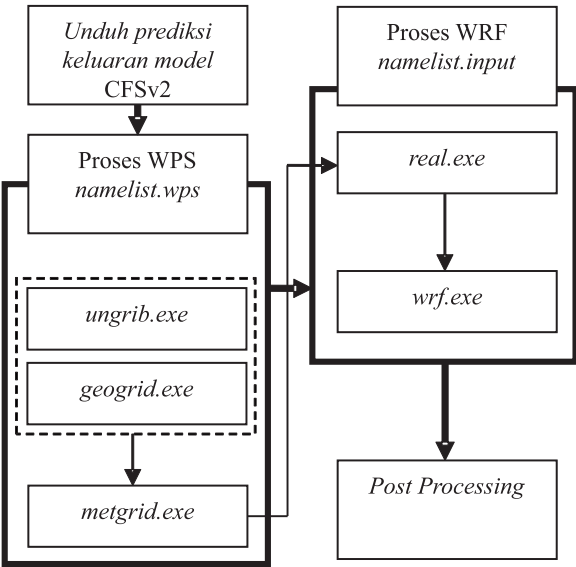 Unduh prediksi
keluaran model
CFSv2
Proses WPS
namelist.wps
ungrib.exe
geogrid.exe
metgrid.exe
Proses WRF
namelist.input
real.exe
wrf.exe
Post Processing